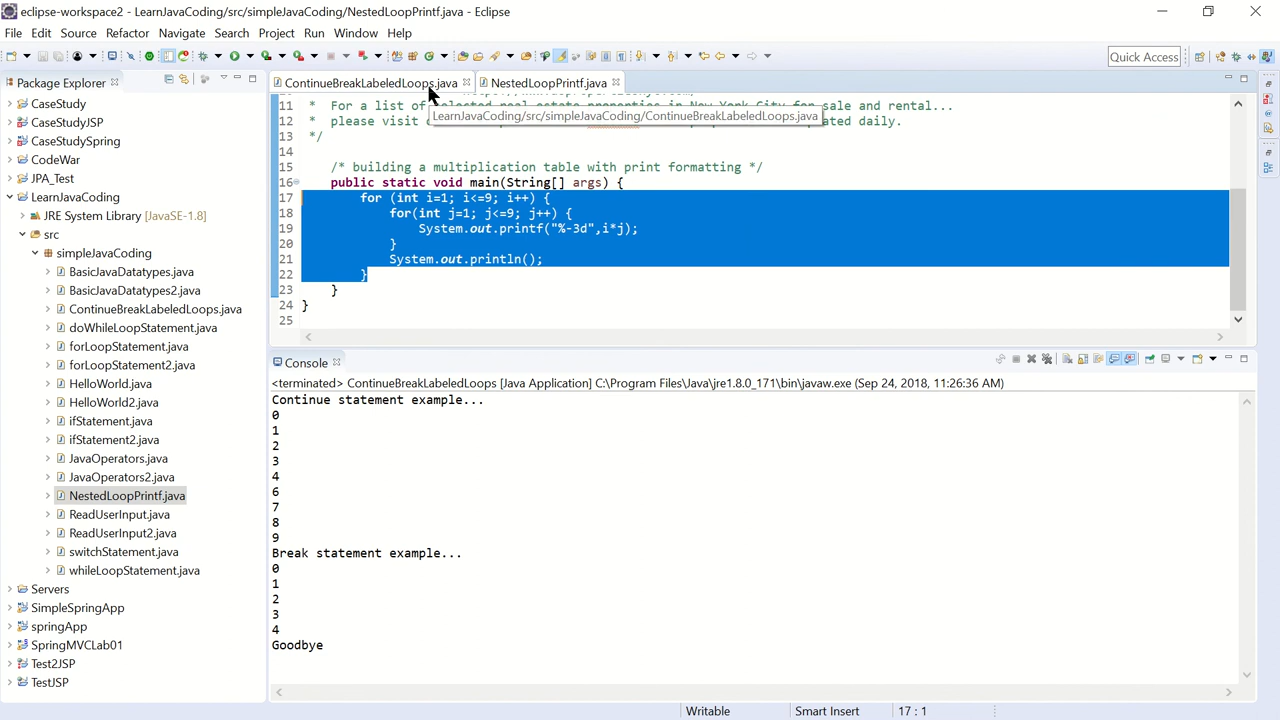 eclipse-workspace2 - LearnJavaCoding/src/simpleJavaCoding/NestedLoopPrintf.java - Eclipse
File Edit Source Refactor Navigate Search Project Run Window Help
Quick Access
Package Explorer
ContinueBreakLabeledLoops.java
NestedLoopPrintf.java
CaseStudy
CaseStudyJSP
CaseStudySpring
CodeWar
JPA_Test
LearnJavaCoding
JRE System Library [JavaSE-1.8]
src
simpleJavaCoding
BasicJavaDatatypes.java
BasicJavaDatatypes2.java
ContinueBreakLabeledLoops.java
doWhileLoopStatement.java
forLoopStatement.java
forLoopStatement2.java
HelloWorld.java
HelloWorld2.java
ifStatement.java
ifStatement2.java
JavaOperators.java
JavaOperators2.java
NestedLoopPrintf.java
ReadUserInput.java
ReadUserInput2.java
switchStatement.java
whileLoopStatement.java
Servers
SimpleSpringApp
springApp
SpringMVCLab01
Test2JSP
TestJSP
11 * For a list of selected real estate properties in New York City for sale and rental...
12 * please visit
LearnJavaCoding/src/simpleJavaCoding/ContinueBreakLabeledLoops.java
ated daily.
13 */
14
15 /* building a multiplication table with print formatting */
16 public static void main(String[] args) {
17 for (int i=1; i<=9; i++) {
18 for(int j=1; j<=9; j++) {
19 System.out.printf("%-3d",i*j);
20 }
21 System.out.println();
22 }
23 }
24 }
25
Console
<terminated> ContinueBreakLabeledLoops [Java Application] C:\Program Files\Java\jre1.8.0_171\bin\javaw.exe (Sep 24, 2018, 11:26:36 AM)
Continue statement example...
0
1
2
3
4
6
7
8
9
Break statement example...
0
1
2
3
4
Goodbye
Writable
Smart Insert
17 : 1